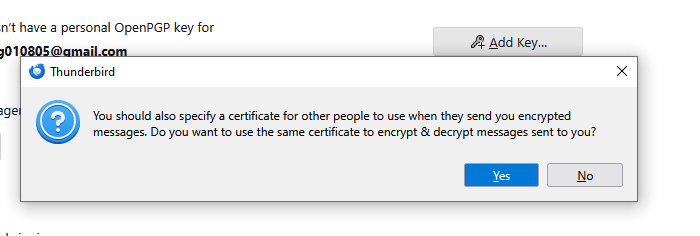 sn't have a personal OpenPGP key for
g010805@gmail.com
Add Key...
Thunderbird
You should also specify a certificate for other people to use when they send you encrypted
messages. Do you want to use the same certificate to encrypt & decrypt messages sent to you?
ager
Yes
No